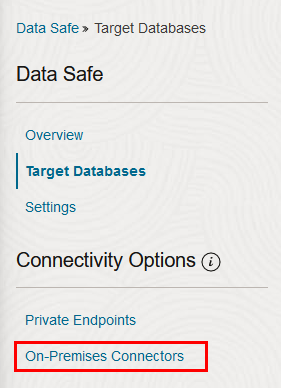 Data Safe » Target Databases
Data Safe
Overview
Target Databases
Settings
Connectivity Options i
Private Endpoints
On-Premises Connectors